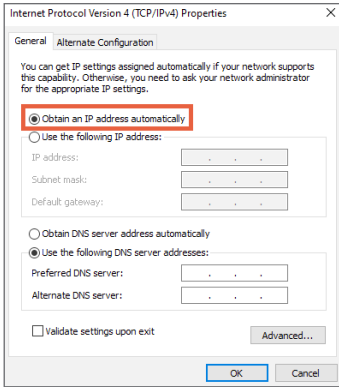 Internet Protocol Version 4 (TCP/IPv4) Properties
General Alternate Configuration
You can get IP settings assigned automatically if your network supports
this capability. Otherwise, you need to ask your network administrator
for the appropriate IP settings.
Obtain an IP address automatically
Use the following IP address:
IP address:
Subnet mask:
Default gateway:
Obtain DNS server address automatically
Use the following DNS server addresses:
Preferred DNS server:
Alternate DNS server:
Validate settings upon exit
Advanced...
OK Cancel